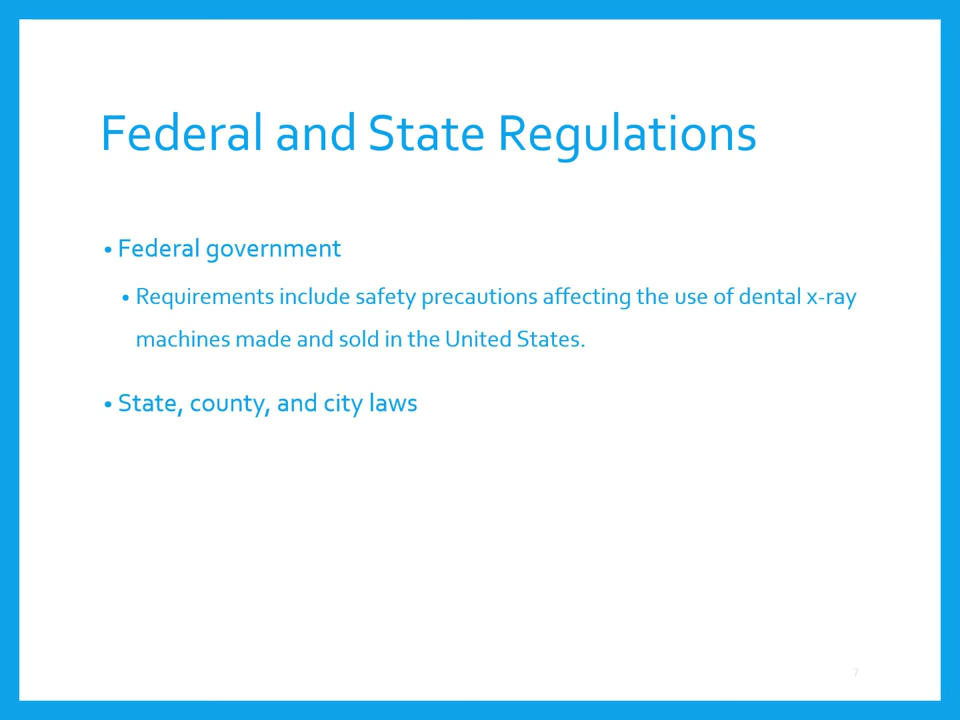 Federal and State Regulations
• Federal government
• Requirements include safety precautions affecting the use of dental x-ray
machines made and sold in the United States.
• State, county, and city laws
7